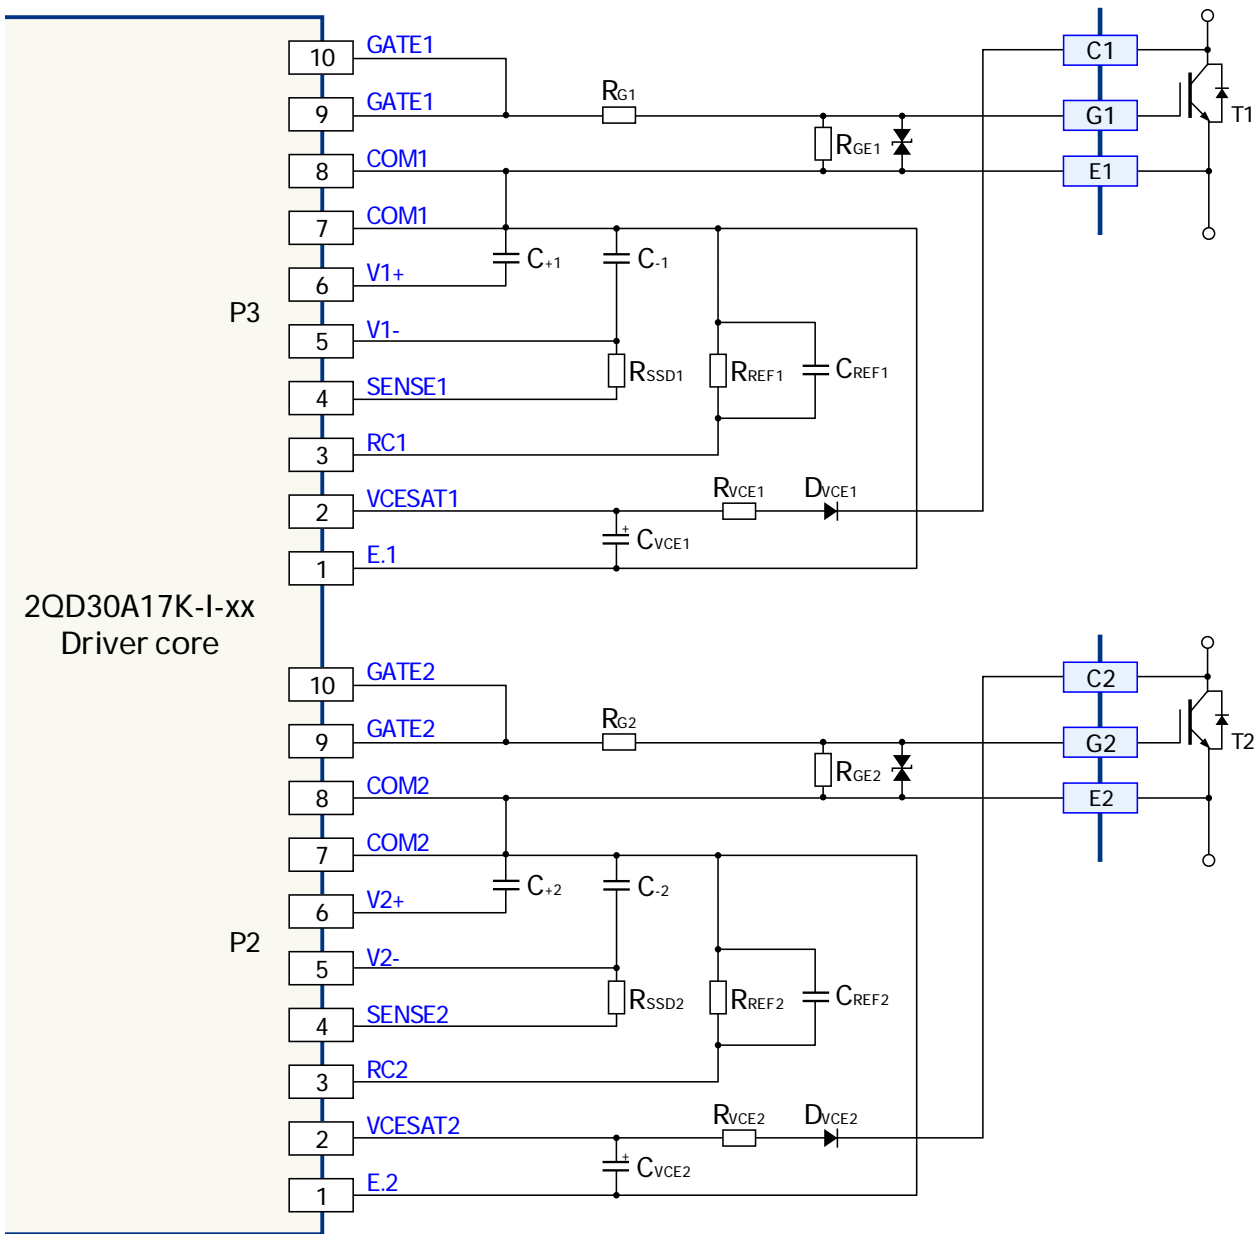 10 GATE1
9 GATE1
8 COM1
7 COM1
6 V1+
5 V1-
4 SENSE1
3 RC1
2 VCESAT1
1 E.1
P3
RG1
RGE1
C+1
C-1
RSSD1
RREF1
CREF1
RVCE1
DVCE1
+
CVCE1
C1
G1
E1
T1
2QD30A17K-I-xx
Driver core
10 GATE2
9 GATE2
8 COM2
7 COM2
6 V2+
5 V2-
4 SENSE2
3 RC2
2 VCESAT2
1 E.2
P2
RG2
RGE2
C+2
C-2
RSSD2
RREF2
CREF2
RVCE2
DVCE2
+
CVCE2
C2
G2
E2
T2